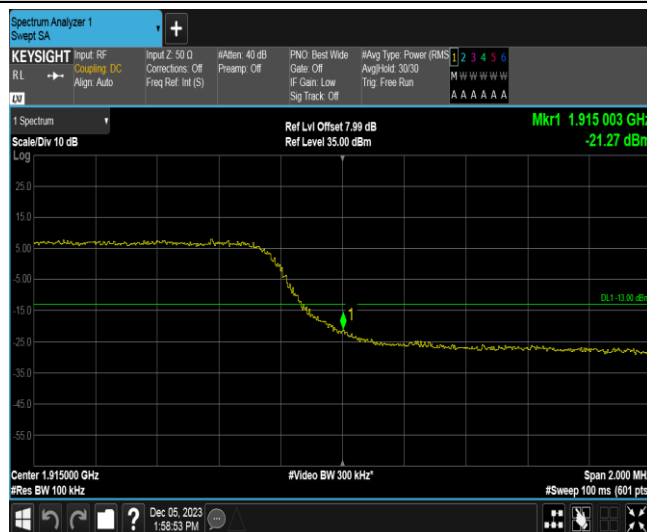 Spectrum Analyzer 1
Swept SA
+
KEYSIGHT
RL
LXI
Input: RF
Coupling: DC
Align: Auto
Input Z: 50 Ω
Corrections: Off
Freq Ref: Int (S)
#Atten: 40 dB
Preamp: Off
PNO: Best Wide
Gate: Off
IF Gain: Low
Sig Track: Off
#Avg Type: Power (RMS
Avg|Hold: 30/30
Trig: Free Run
1 2 3 4 5 6
M W W W W W
A A A A A A
1 Spectrum
Scale/Div 10 dB
Log
Ref Lvl Offset 7.99 dB
Ref Level 35.00 dBm
Mkr1 1.915 003 GHz
-21.27 dBm
25.0
15.0
5.00
-5.00
-15.0
-25.0
-35.0
-45.0
-55.0
DL1 -13.00 dBm
1
Center 1.915000 GHz
#Res BW 100 kHz
#Video BW 300 kHz*
Span 2.000 MH
#Sweep 100 ms (601 pts
?
Dec 05, 2023
1:58:53 PM